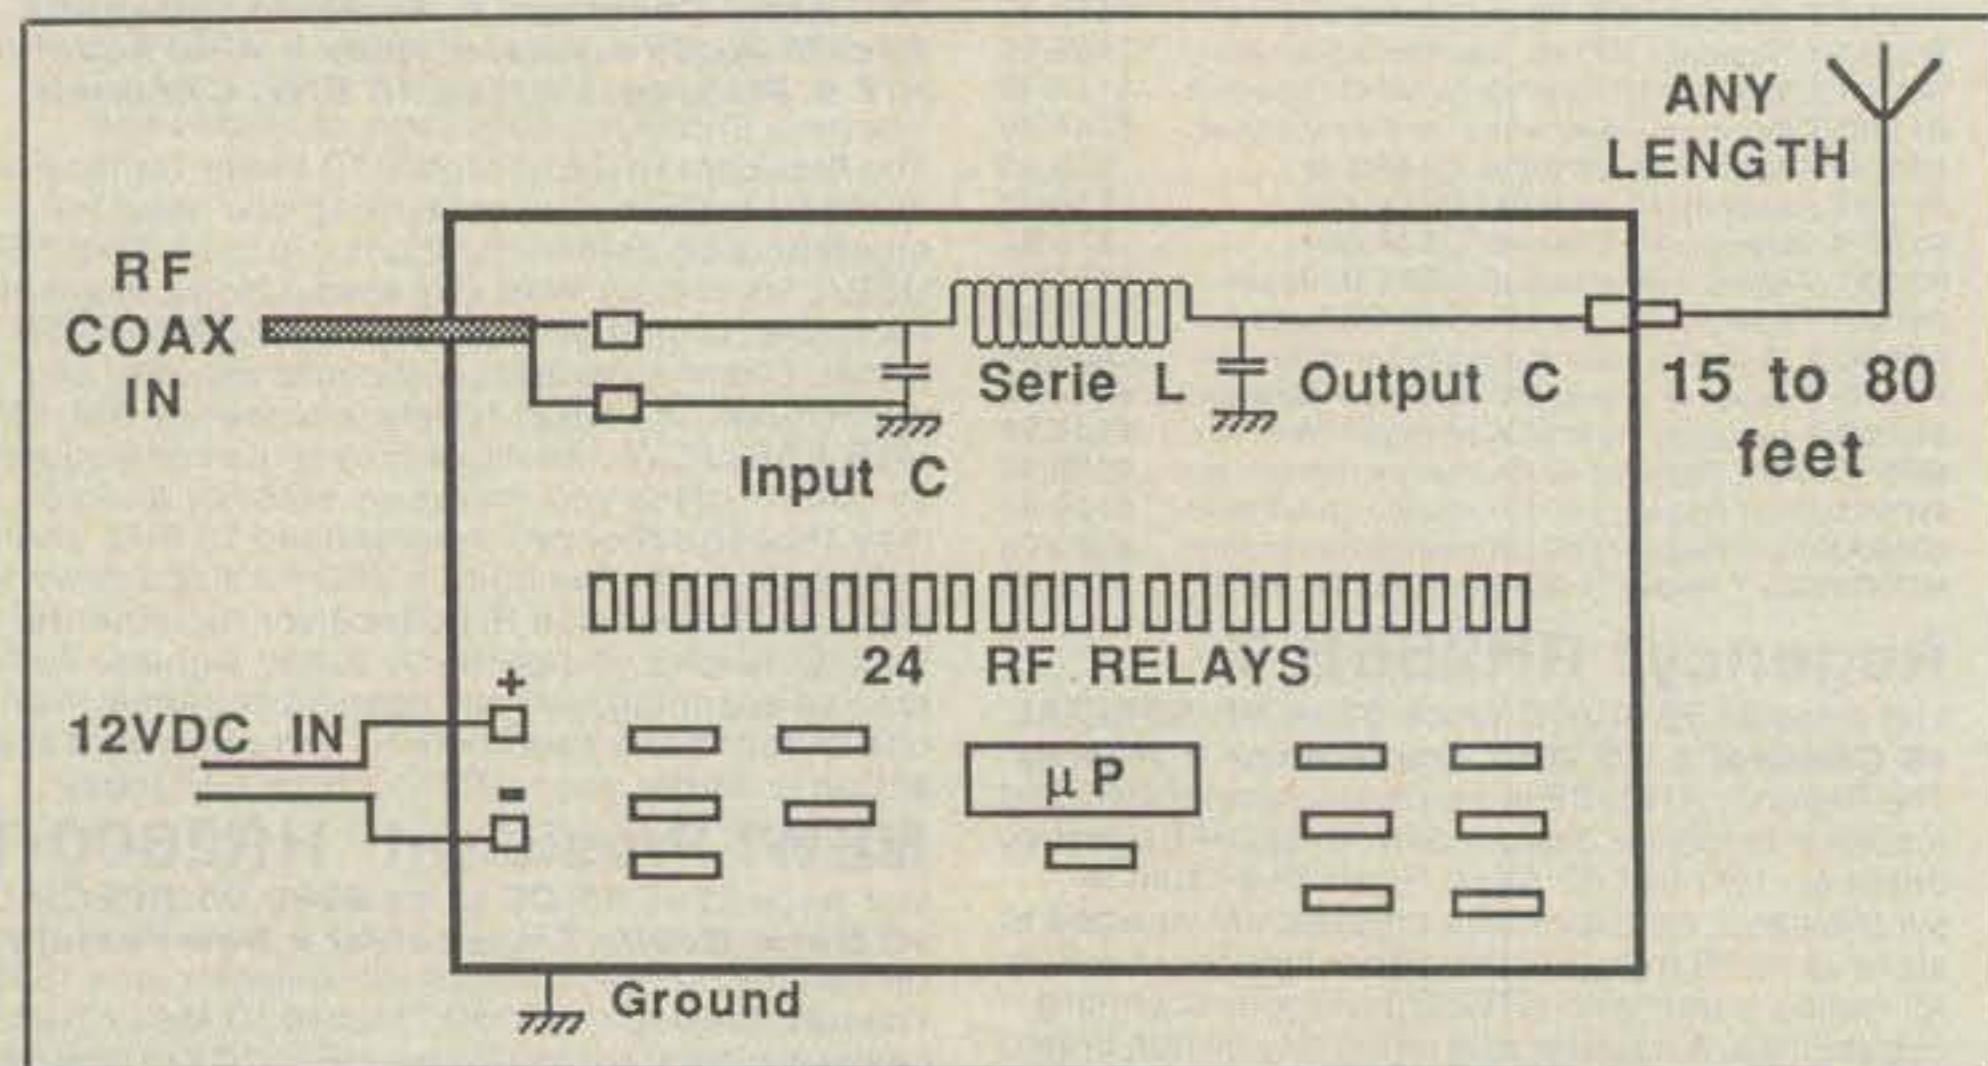 ANY
LENGTH
RF
COAX
IN
Serie L
Output C
15 to 80
feet
Input C
24 RF RELAYS
+
12VDC IN
-
µP
Ground